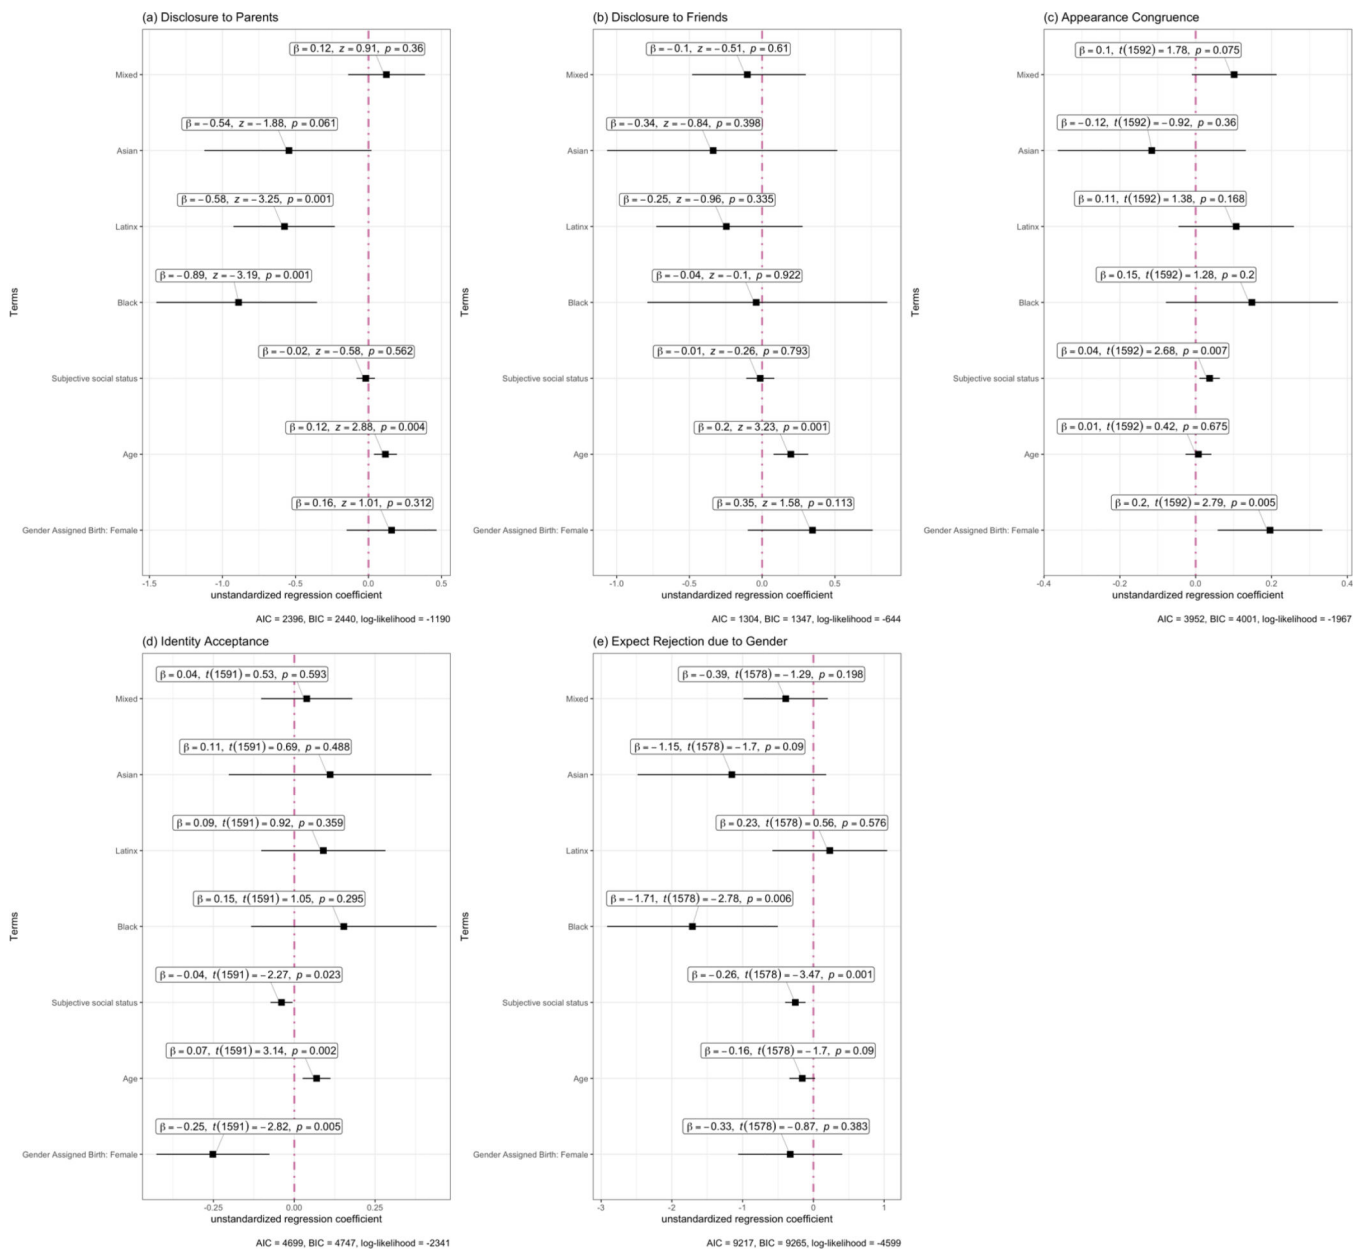 (a) Disclosure to Parents
β = 0.12, z = 0.91, p = 0.36
Mixed
β = −0.54, z = −1.88, p = 0.061
Asian
β = −0.58, z = −3.25, p = 0.001
Latinx
β = −0.89, z = −3.19, p = 0.001
Black
Terms
β = −0.02, z = −0.58, p = 0.562
Subjective social status
β = 0.12, z = 2.88, p = 0.004
Age
β = 0.16, z = 1.01, p = 0.312
Gender Assigned Birth: Female
-1.5 -1.0 -0.5 0.0 0.5
unstandardized regression coefficient
AIC = 2396, BIC = 2440, log-likelihood = -1190
(b) Disclosure to Friends
β = −0.1, z = −0.51, p = 0.61
Mixed
β = −0.34, z = −0.84, p = 0.398
Asian
β = −0.25, z = −0.96, p = 0.335
Latinx
β = −0.04, z = −0.1, p = 0.922
Black
Terms
β = −0.01, z = −0.26, p = 0.793
Subjective social status
β = 0.2, z = 3.23, p = 0.001
Age
β = 0.35, z = 1.58, p = 0.113
Gender Assigned Birth: Female
-1.0 -0.5 0.0 0.5
unstandardized regression coefficient
AIC = 1304, BIC = 1347, log-likelihood = -644
(c) Appearance Congruence
β = 0.1, t(1592) = 1.78, p = 0.075
Mixed
β = −0.12, t(1592) = −0.92, p = 0.36
Asian
β = 0.11, t(1592) = 1.38, p = 0.168
Latinx
β = 0.15, t(1592) = 1.28, p = 0.2
Black
Terms
β = 0.04, t(1592) = 2.68, p = 0.007
Subjective social status
β = 0.01, t(1592) = 0.42, p = 0.675
Age
β = 0.2, t(1592) = 2.79, p = 0.005
Gender Assigned Birth: Female
-0.4 -0.2 0.0 0.2 0.4
unstandardized regression coefficient
AIC = 3952, BIC = 4001, log-likelihood = -1967
(d) Identity Acceptance
β = 0.04, t(1591) = 0.53, p = 0.593
Mixed
β = 0.11, t(1591) = 0.69, p = 0.488
Asian
β = 0.09, t(1591) = 0.92, p = 0.359
Latinx
β = 0.15, t(1591) = 1.05, p = 0.295
Black
Terms
β = −0.04, t(1591) = −2.27, p = 0.023
Subjective social status
β = 0.07, t(1591) = 3.14, p = 0.002
Age
β = −0.25, t(1591) = −2.82, p = 0.005
Gender Assigned Birth: Female
-0.25 0.00 0.25
unstandardized regression coefficient
AIC = 4699, BIC = 4747, log-likelihood = -2341
(e) Expect Rejection due to Gender
β = −0.39, t(1578) = −1.29, p = 0.198
Mixed
β = −1.15, t(1578) = −1.7, p = 0.09
Asian
β = 0.23, t(1578) = 0.56, p = 0.576
Latinx
β = −1.71, t(1578) = −2.78, p = 0.006
Black
Terms
β = −0.26, t(1578) = −3.47, p = 0.001
Subjective social status
β = −0.16, t(1578) = −1.7, p = 0.09
Age
β = −0.33, t(1578) = −0.87, p = 0.383
Gender Assigned Birth: Female
-3 -2 -1 0 1
unstandardized regression coefficient
AIC = 9217, BIC = 9265, log-likelihood = -4599